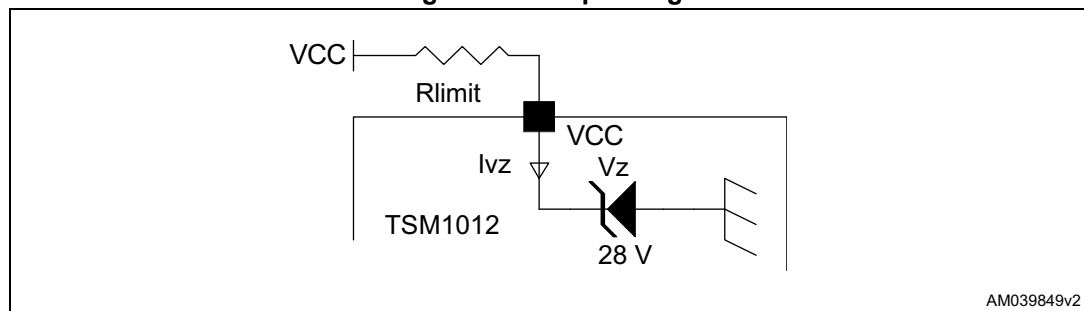 VCC
Rlimit
VCC
Ivz
Vz
TSM1012
28 V
AM039849v2